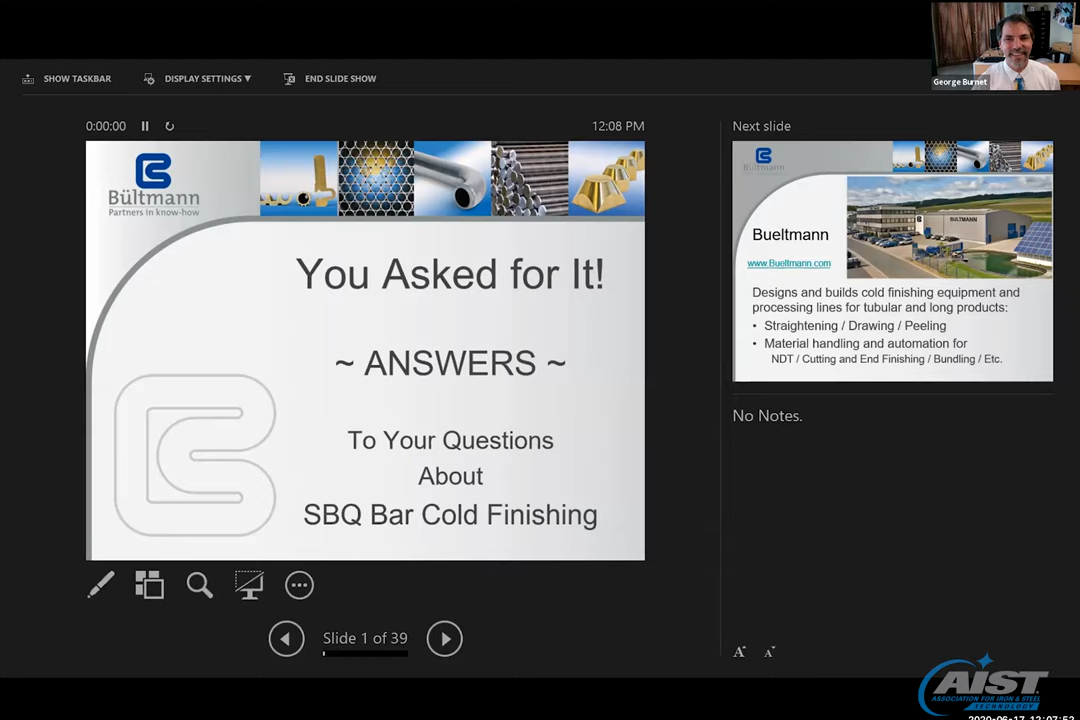 George Burnet
SHOW TASKBAR
DISPLAY SETTINGS ▼
END SLIDE SHOW
0:00:00
12:08 PM
Bültmann
Partners in know-how
You Asked for It!
~ ANSWERS ~
To Your Questions
About
SBQ Bar Cold Finishing
Slide 1 of 39
Next slide
Bültmann
BÜLTMANN
Bueltmann
www.Bueltmann.com
Designs and builds cold finishing equipment and
processing lines for tubular and long products:
• Straightening / Drawing / Peeling
• Material handling and automation for
NDT / Cutting and End Finishing / Bundling / Etc.
No Notes.
A A
AIST
ASSOCIATION FOR IRON & STEEL
TECHNOLOGY